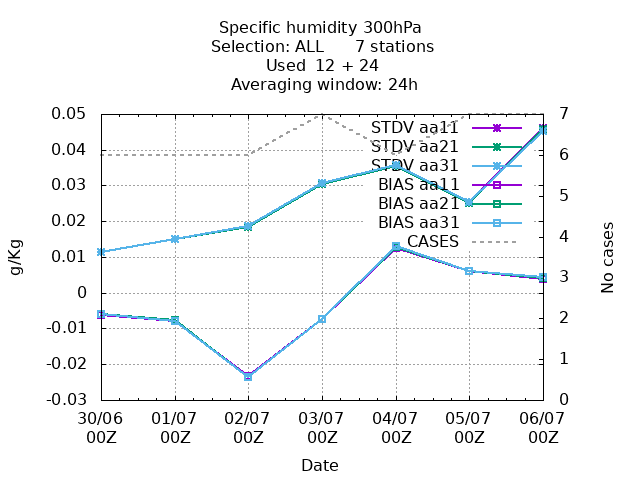 Specific humidity 300hPa
Selection: ALL 7 stations
Used 12 + 24
Averaging window: 24h
0.05
0.04
0.03
0.02
0.01
0
-0.01
-0.02
-0.03
g/Kg
7
6
5
4
3
2
1
0
No cases
STDV aa11
STDV aa21
STDV aa31
BIAS aa11
BIAS aa21
BIAS aa31
CASES
30/06 01/07 02/07 03/07 04/07 05/07 06/07
00Z 00Z 00Z 00Z 00Z 00Z 00Z
Date